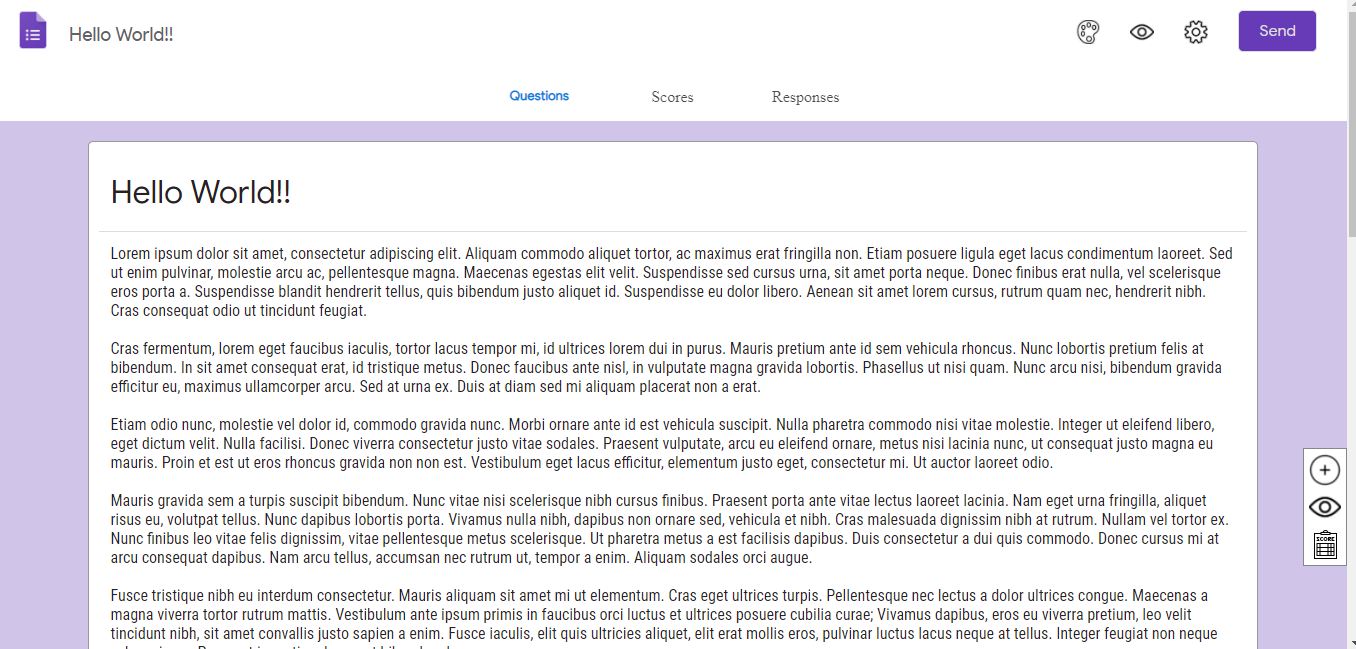 Hello World!!
Send
Questions
Scores
Responses
Hello World!!
Lorem ipsum dolor sit amet, consectetur adipiscing elit. Aliquam commodo aliquet tortor, ac maximus erat fringilla non. Etiam posuere ligula eget lacus condimentum laoreet. Sed
ut enim pulvinar, molestie arcu ac, pellentesque magna. Maecenas egestas elit velit. Suspendisse sed cursus urna, sit amet porta neque. Donec finibus erat nulla, vel scelerisque
eros porta a. Suspendisse blandit hendrerit tellus, quis bibendum justo aliquet id. Suspendisse eu dolor libero. Aenean sit amet lorem cursus, rutrum quam nec, hendrerit nibh.
Cras consequat odio ut tincidunt feugiat.
Cras fermentum, lorem eget faucibus iaculis, tortor lacus tempor mi, id ultrices lorem dui in purus. Mauris pretium ante id sem vehicula rhoncus. Nunc lobortis pretium felis at
bibendum. In sit amet consequat erat, id tristique metus. Donec faucibus ante nisl, in vulputate magna gravida lobortis. Phasellus ut nisi quam. Nunc arcu nisi, bibendum gravida
efficitur eu, maximus ullamcorper arcu. Sed at urna ex. Duis at diam sed mi aliquam placerat non a erat.
Etiam odio nunc, molestie vel dolor id, commodo gravida nunc. Morbi ornare ante id est vehicula suscipit. Nulla pharetra commodo nisi vitae molestie. Integer ut eleifend libero,
eget dictum velit. Nulla facilisi. Donec viverra consectetur justo vitae sodales. Praesent vulputate, arcu eu eleifend ornare, metus nisi lacinia nunc, ut consequat justo magna eu
mauris. Proin et est ut eros rhoncus gravida non non est. Vestibulum eget lacus efficitur, elementum justo eget, consectetur mi. Ut auctor laoreet odio.
Mauris gravida sem a turpis suscipit bibendum. Nunc vitae nisi scelerisque nibh cursus finibus. Praesent porta ante vitae lectus laoreet lacinia. Nam eget urna fringilla, aliquet
risus eu, volutpat tellus. Nunc dapibus lobortis porta. Vivamus nulla nibh, dapibus non ornare sed, vehicula et nibh. Cras malesuada dignissim nibh at rutrum. Nullam vel tortor ex.
Nunc finibus leo vitae felis dignissim, vitae pellentesque metus scelerisque. Ut pharetra metus a est facilisis dapibus. Duis consectetur a dui quis commodo. Donec cursus mi at
arcu consequat dapibus. Nam arcu tellus, accumsan nec rutrum ut, tempor a enim. Aliquam sodales orci augue.
SCORE
Fusce tristique nibh eu interdum consectetur. Mauris aliquam sit amet mi ut elementum. Cras eget ultrices turpis. Pellentesque nec lectus a dolor ultrices congue. Maecenas a
magna viverra tortor rutrum mattis. Vestibulum ante ipsum primis in faucibus orci luctus et ultrices posuere cubilia curae; Vivamus dapibus, eros eu viverra pretium, leo velit
tincidunt nibh, sit amet convallis justo sapien a enim. Fusce iaculis, elit quis ultricies aliquet, elit erat mollis eros, pulvinar luctus lacus neque at tellus. Integer feugiat non neque